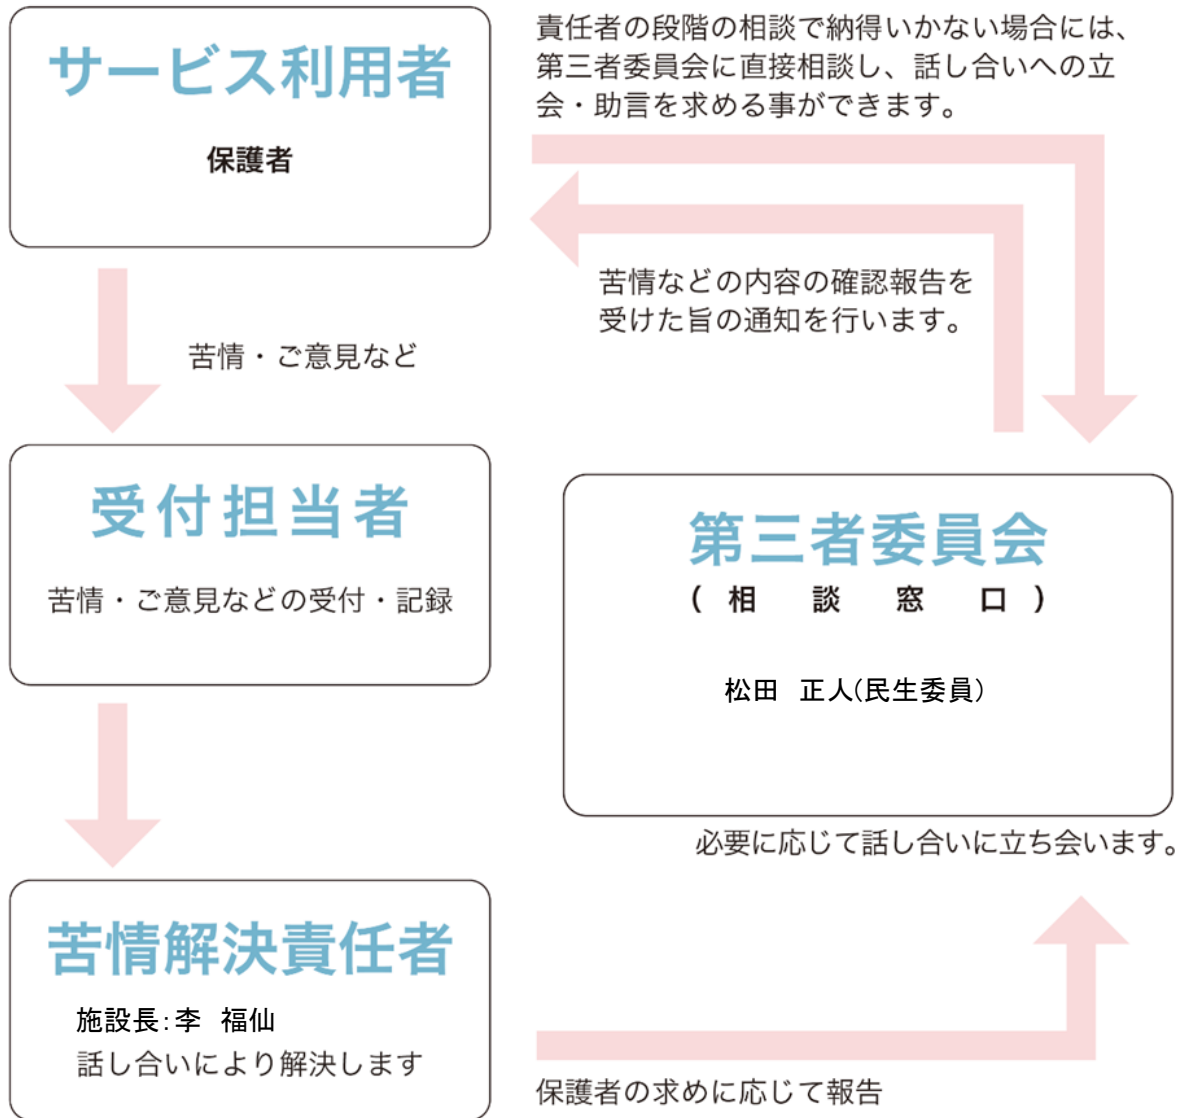 サービス利用者
保護者
責任者の段階の相談で納得いかない場合には、
第三者委員会に直接相談し、話し合いへの立
会・助言を求める事ができます。
苦情などの内容の確認報告を
受けた旨の通知を行います。
苦情・ご意見など
受付担当者
苦情・ご意見などの受付・記録
第三者委員会
(相 談 窓 口)
松田 正人(民生委員)
必要に応じて話し合いに立ち会います。
苦情解決責任者
施設長:李 福仙
話し合いにより解決します
保護者の求めに応じて報告